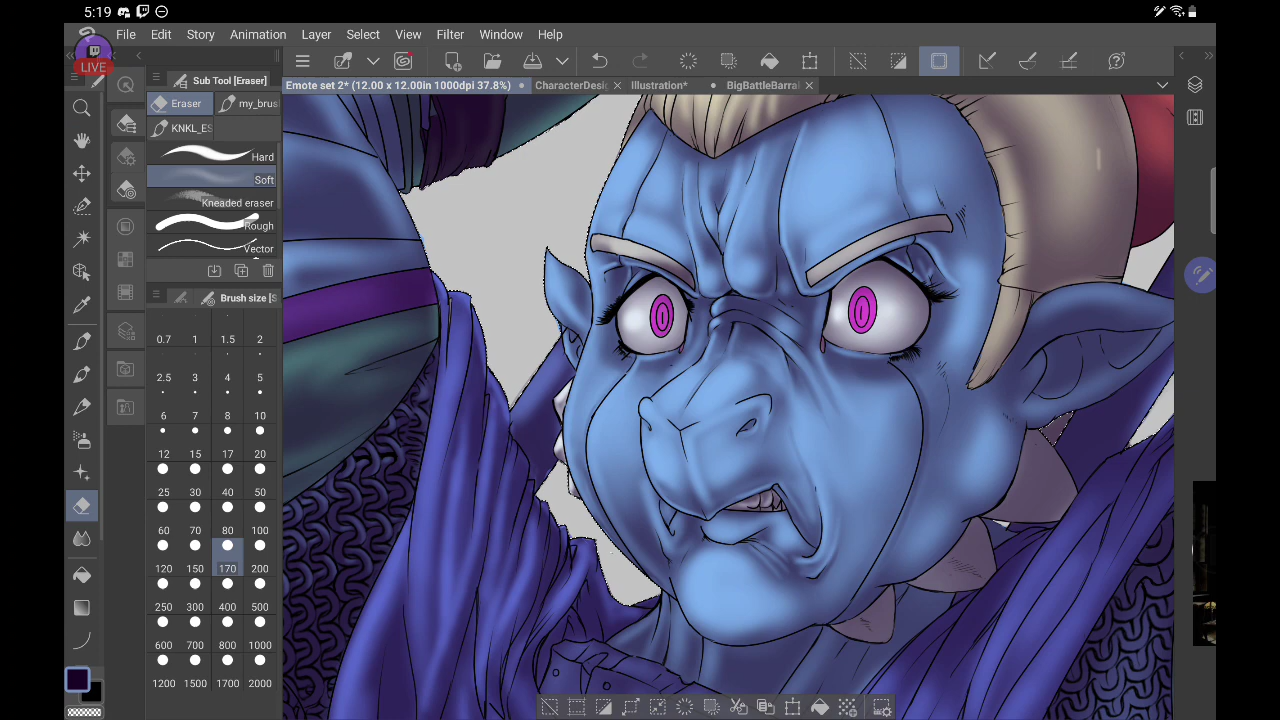 5:19
LIVE
File Edit Story Animation Layer Select View Filter Window Help
Sub Tool [Eraser]
Emote set 2* (12.00 x 12.00in 1000dpi 37.8%) CharacterDesig Illustration* BigBattleBarral
Eraser my_brus
KNKL_ES
Hard
Soft
Kneaded eraser
Rough
Vector
Brush size [S
0.7 1 1.5 2
2.5 3 4 5
6 7 8 10
12 15 17 20
25 30 40 50
60 70 80 100
120 150 170 200
250 300 400 500
600 700 800 1000
1200 1500 1700 2000